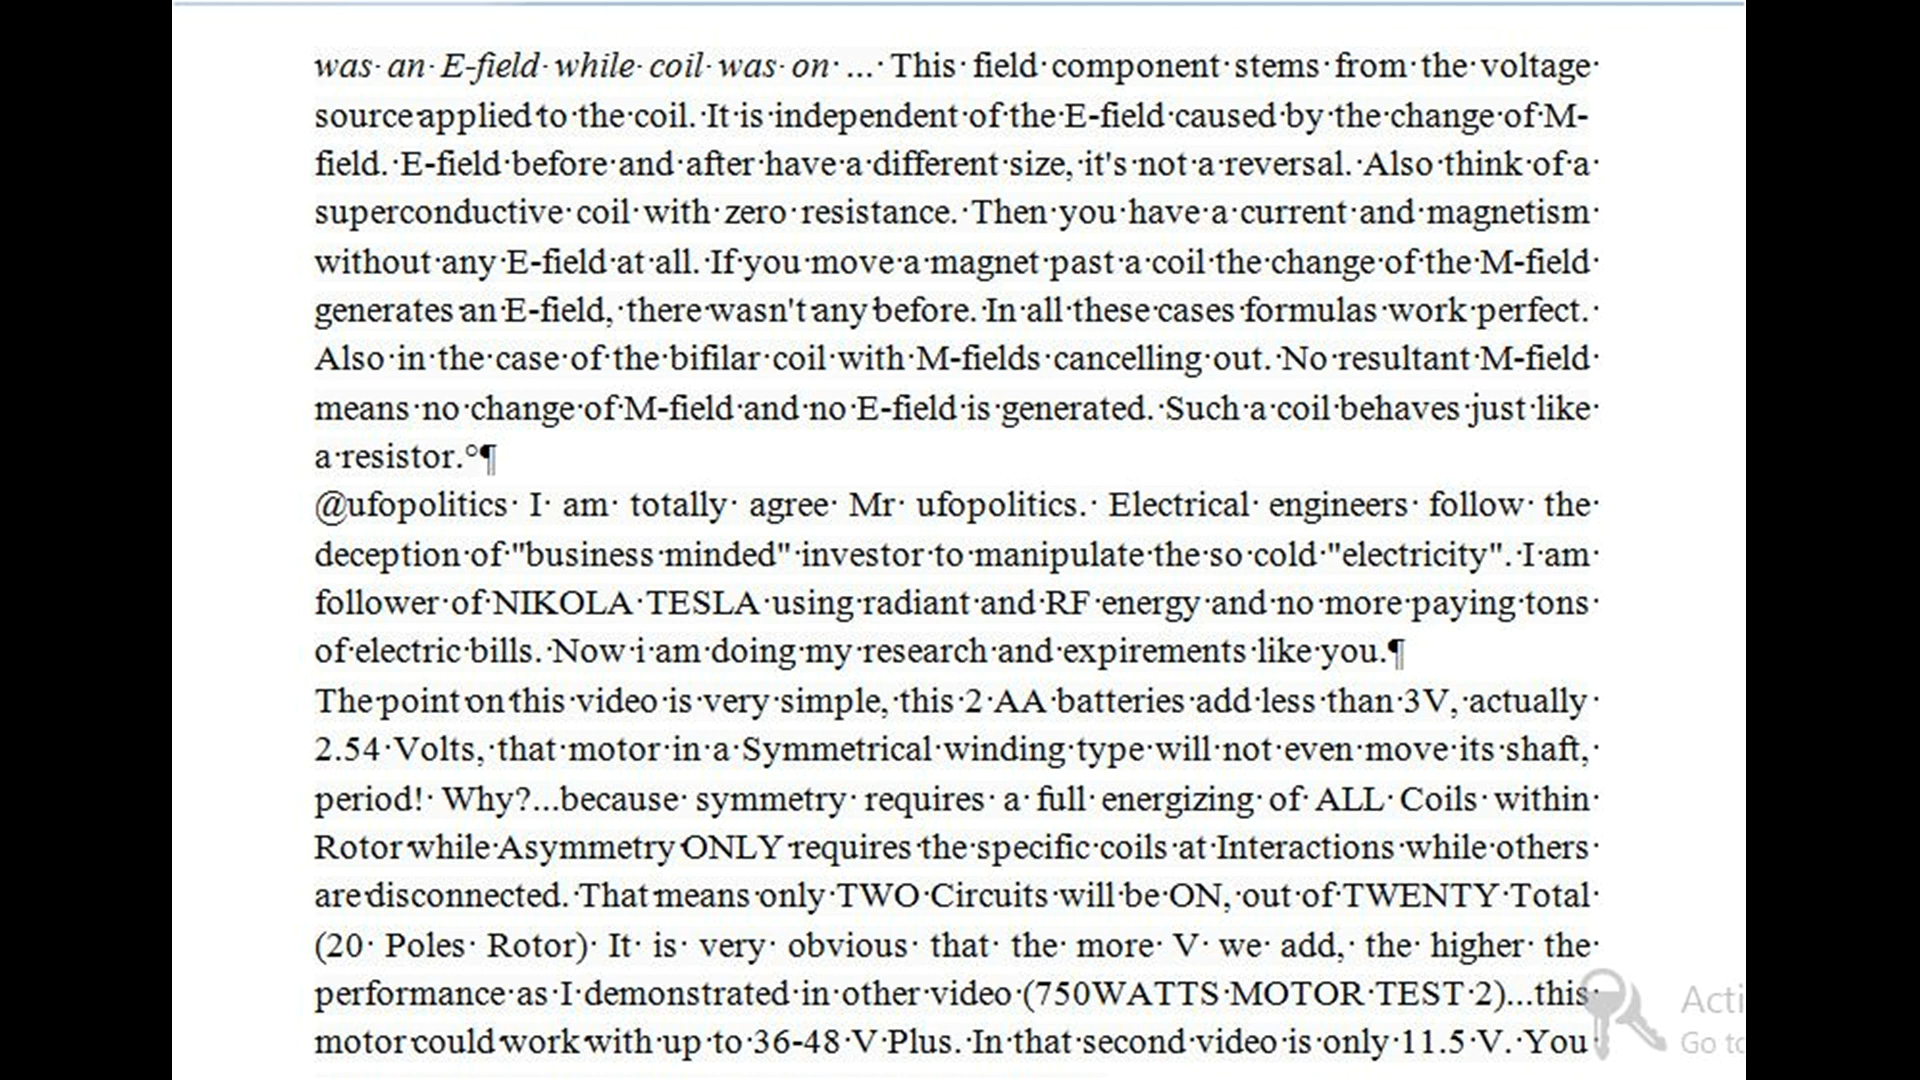 was an E-field while coil was on ... This field component stems from the voltage
source applied to the coil. It is independent of the E-field caused by the change of M-
field. E-field before and after have a different size, it's not a reversal. Also think of a
superconductive coil with zero resistance. Then you have a current and magnetism
without any E-field at all. If you move a magnet past a coil the change of the M-field
generates an E-field, there wasn't any before. In all these cases formulas work perfect.
Also in the case of the bifilar coil with M-fields cancelling out. No resultant M-field
means no change of M-field and no E-field is generated. Such a coil behaves just like
a resistor.°¶
@ufopolitics I am totally agree Mr ufopolitics. Electrical engineers follow the
deception of "business minded" investor to manipulate the so cold "electricity". I am
follower of NIKOLA TESLA using radiant and RF energy and no more paying tons
of electric bills. Now i am doing my research and expirements like you.¶
The point on this video is very simple, this 2 AA batteries add less than 3V, actually
2.54 Volts, that motor in a Symmetrical winding type will not even move its shaft,
period! Why?...because symmetry requires a full energizing of ALL Coils within
Rotor while Asymmetry ONLY requires the specific coils at Interactions while others
are disconnected. That means only TWO Circuits will be ON, out of TWENTY Total
(20 Poles Rotor) It is very obvious that the more V we add, the higher the
performance as I demonstrated in other video (750WATTS MOTOR TEST 2)...this
motor could work with up to 36-48 V Plus. In that second video is only 11.5 V. You
Acti
Go to